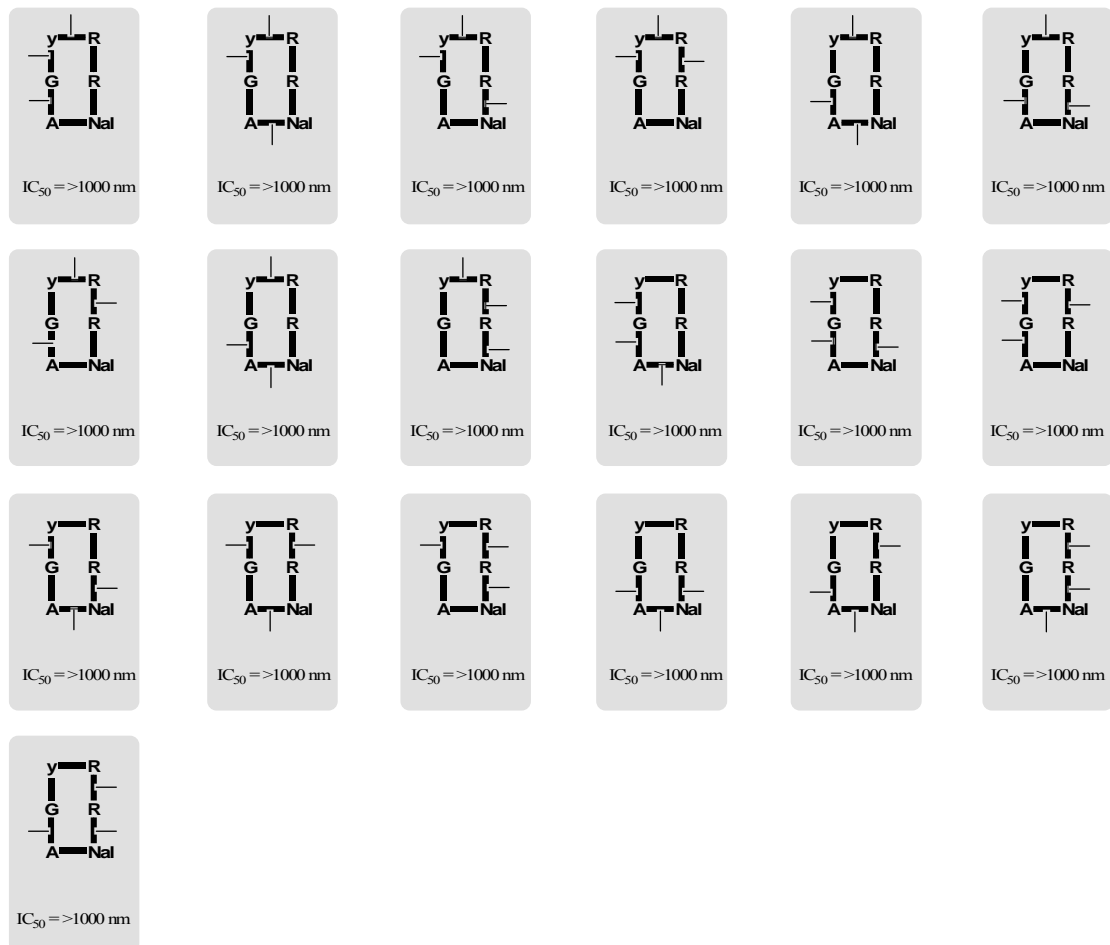 y R y R y R y R y R y R
G R G R G R G R G R G R
A Nal A Nal A Nal A Nal A Nal A Nal
IC50 = >1000 nm IC50 = >1000 nm IC50 = >1000 nm IC50 = >1000 nm IC50 = >1000 nm IC50 = >1000 nm
y R y R y R y R y R y R
G R G R G R G R G R G R
A Nal A Nal A Nal A Nal A Nal A Nal
IC50 = >1000 nm IC50 = >1000 nm IC50 = >1000 nm IC50 = >1000 nm IC50 = >1000 nm IC50 = >1000 nm
y R y R y R y R y R y R
G R G R G R G R G R G R
A Nal A Nal A Nal A Nal A Nal A Nal
IC50 = >1000 nm IC50 = >1000 nm IC50 = >1000 nm IC50 = >1000 nm IC50 = >1000 nm IC50 = >1000 nm
y R
G R
A Nal
IC50 = >1000 nm